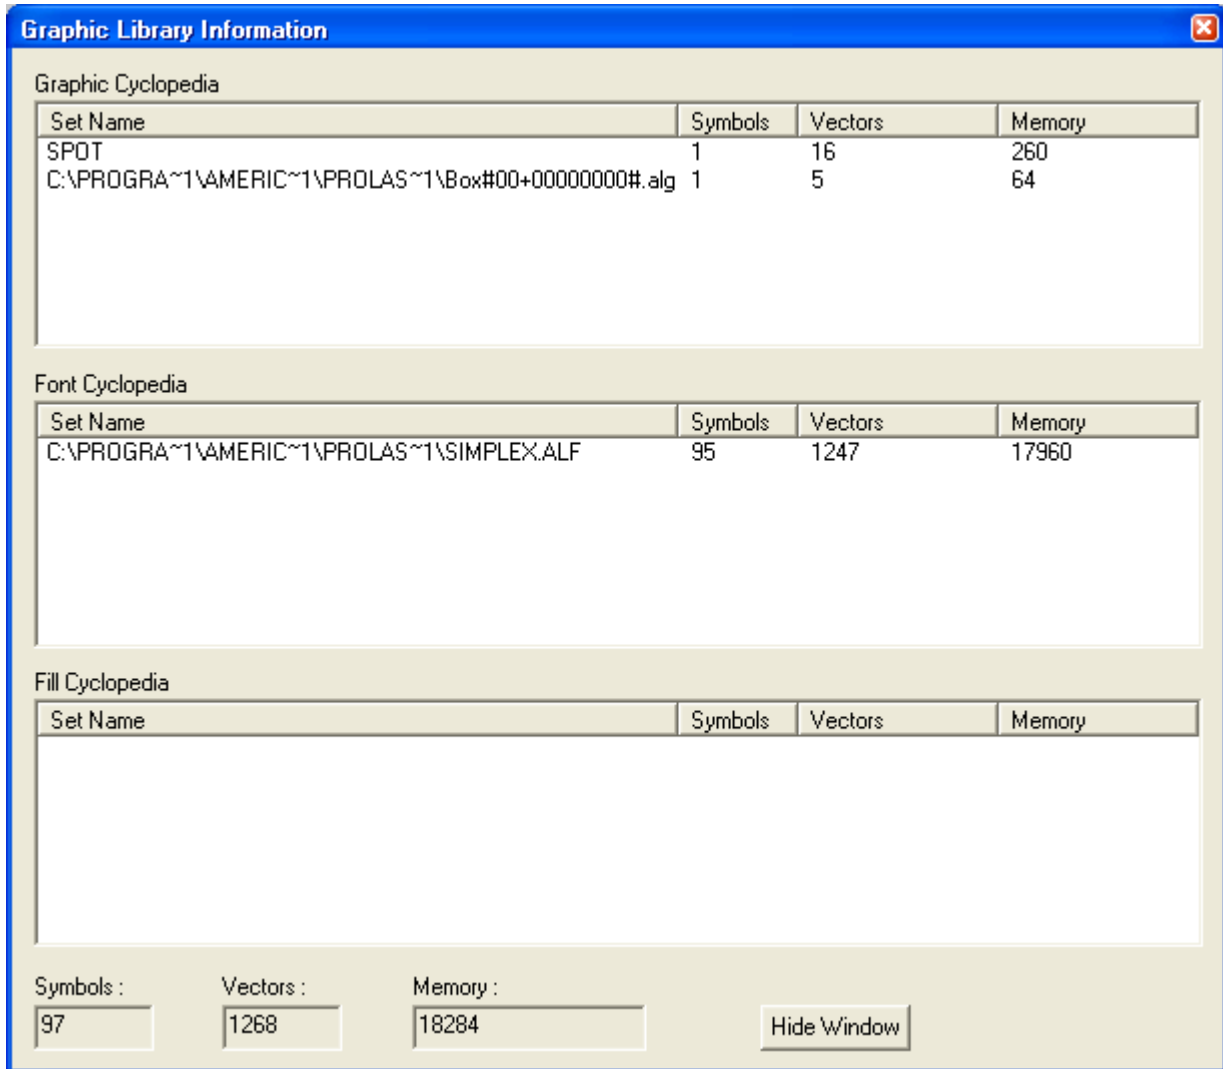 Graphic Library Information
Graphic Cyclopedia
Set Name Symbols Vectors Memory
SPOT 1 16 260
C:\PROGRA~1\AMERIC~1\PROLAS~1\Box#00+00000000#.alg 1 5 64
Font Cyclopedia
Set Name Symbols Vectors Memory
C:\PROGRA~1\AMERIC~1\PROLAS~1\SIMPLEX.ALF 95 1247 17960
Fill Cyclopedia
Set Name Symbols Vectors Memory
Symbols : Vectors : Memory :
97 1268 18284 Hide Window